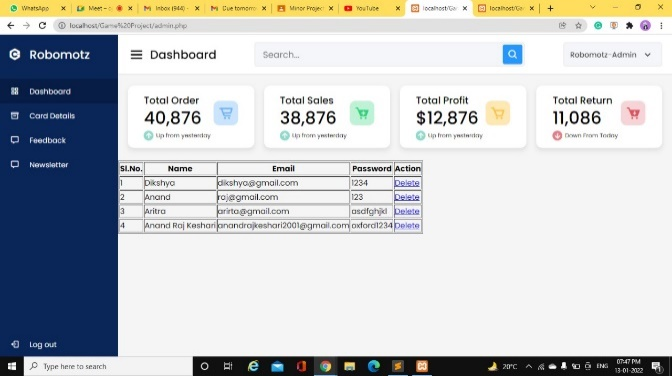 WhatsApp
Meet - c
Inbox (944) -
Due tomorro
Minor Projec
YouTube
localhost/Ga
localhost/Ga
localhost/Game%20Project/admin.php
Robomotz
Dashboard
Search...
Robomotz-Admin
Dashboard
Card Details
Feedback
Newsletter
Log out
Total Order
40,876
Up from yesterday
Total Sales
38,876
Up from yesterday
Total Profit
$12,876
Up from yesterday
Total Return
11,086
Down From Today
Sl.No. Name Email Password Action
1 Dikshya dikshya@gmail.com 1234 Delete
2 Anand raj@gmail.com 123 Delete
3 Aritra arirta@gmail.com asdfghjkl Delete
4 Anand Raj Keshari anandrajkeshari2001@gmail.com oxford1234 Delete
Type here to search
20°C
ENG
07:47 PM
13-01-2022